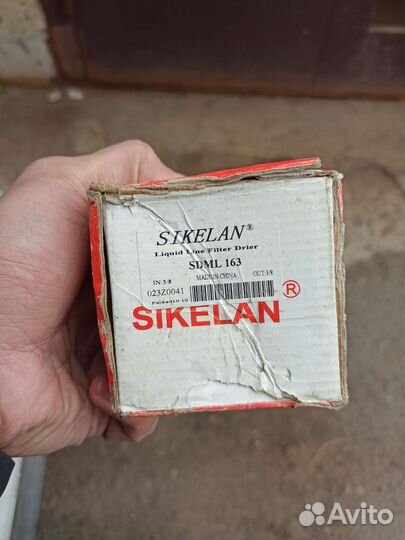 SIKELAN®
Liquid Line Filter Drier
SDML 163
IN:3/8 MADE IN CHINA OUT:3/8
023Z0041
SIKELAN®
Avito